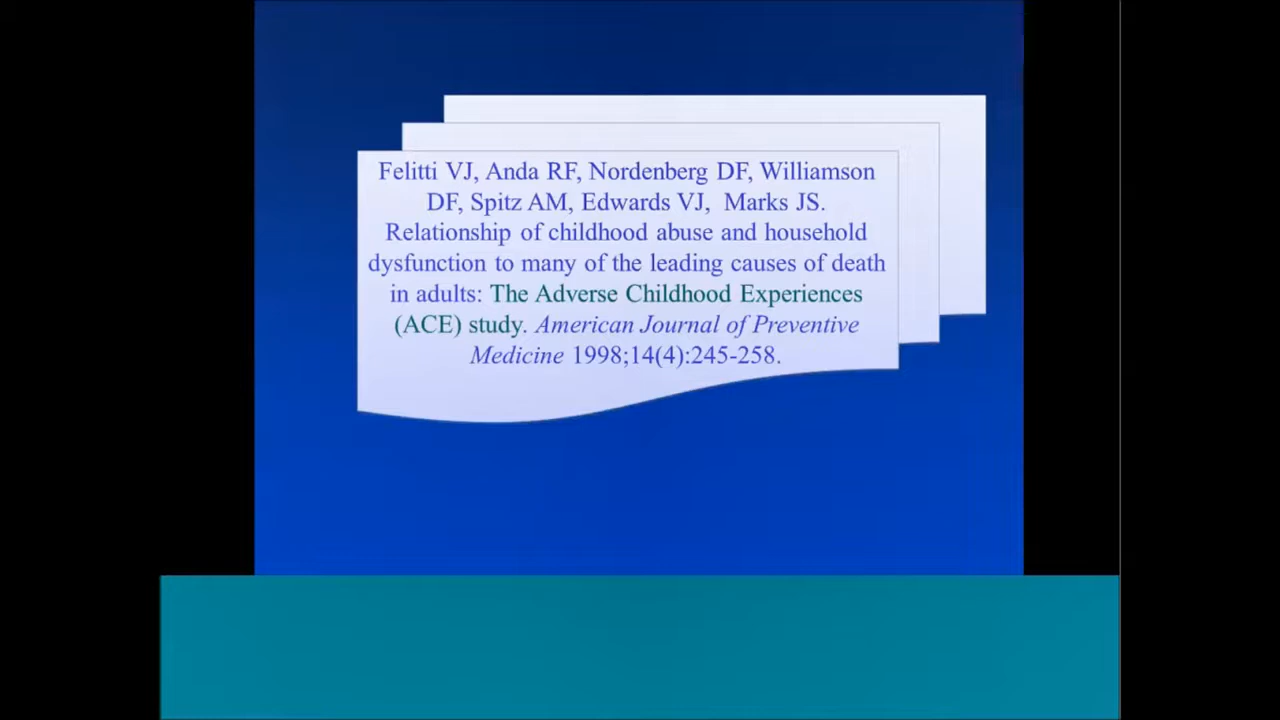 Felitti VJ, Anda RF, Nordenberg DF, Williamson
DF, Spitz AM, Edwards VJ,  Marks JS.
Relationship of childhood abuse and household
dysfunction to many of the leading causes of death
in adults: The Adverse Childhood Experiences
(ACE) study. American Journal of Preventive
Medicine 1998;14(4):245-258.